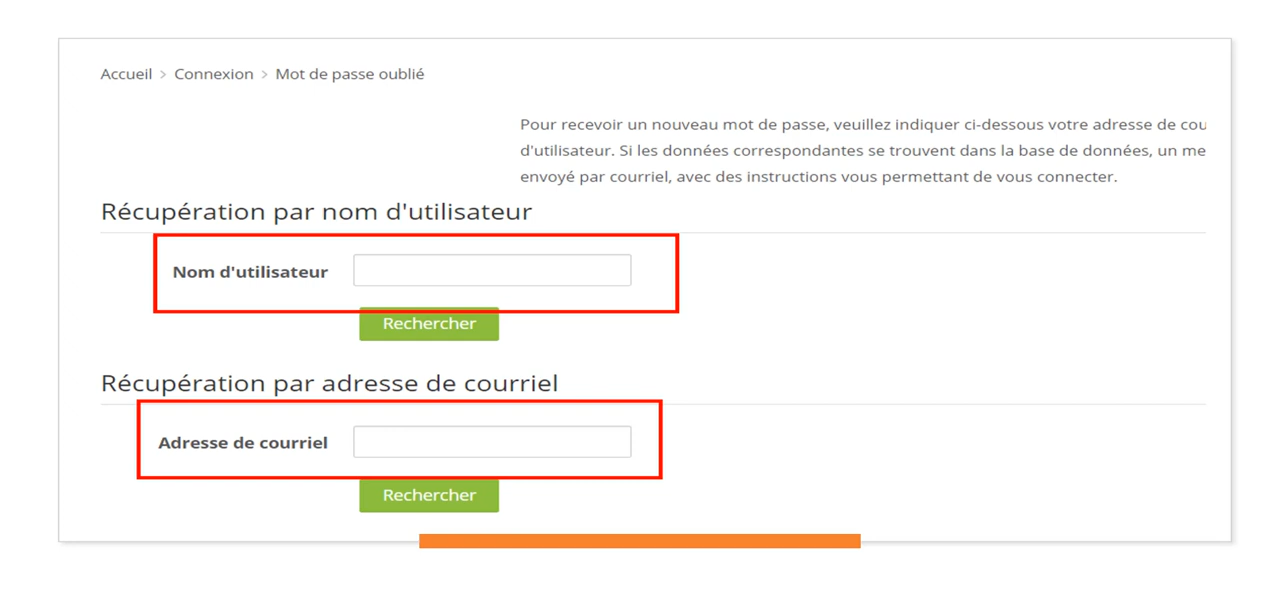 Accueil > Connexion > Mot de passe oublié
Pour recevoir un nouveau mot de passe, veuillez indiquer ci-dessous votre adresse de cou
d'utilisateur. Si les données correspondantes se trouvent dans la base de données, un me
envoyé par courriel, avec des instructions vous permettant de vous connecter.
Récupération par nom d'utilisateur
Nom d'utilisateur
Rechercher
Récupération par adresse de courriel
Adresse de courriel
Rechercher